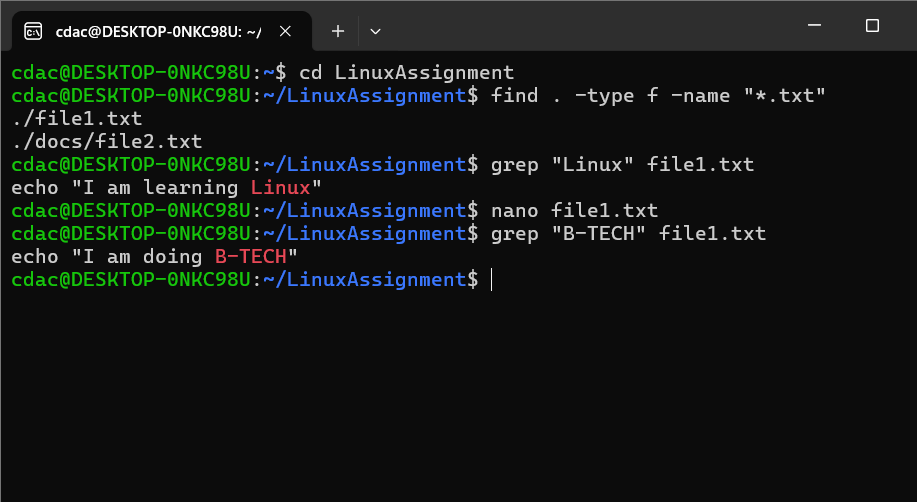 cdac@DESKTOP-0NKC98U: ~/
cdac@DESKTOP-0NKC98U:~$ cd LinuxAssignment
cdac@DESKTOP-0NKC98U:~/LinuxAssignment$ find . -type f -name "*.txt"
./file1.txt
./docs/file2.txt
cdac@DESKTOP-0NKC98U:~/LinuxAssignment$ grep "Linux" file1.txt
echo "I am learning Linux"
cdac@DESKTOP-0NKC98U:~/LinuxAssignment$ nano file1.txt
cdac@DESKTOP-0NKC98U:~/LinuxAssignment$ grep "B-TECH" file1.txt
echo "I am doing B-TECH"
cdac@DESKTOP-0NKC98U:~/LinuxAssignment$